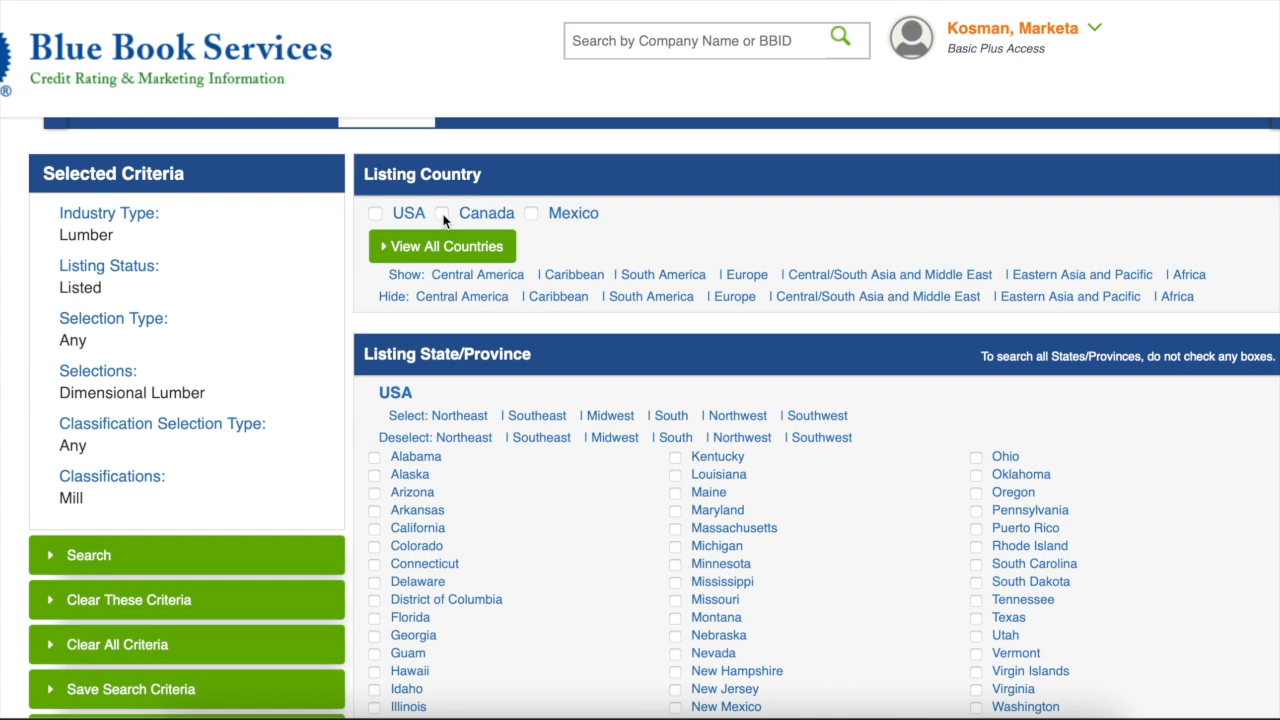 Blue Book Services
Credit Rating & Marketing Information
®
Search by Company Name or BBID
Kosman, Marketa
Basic Plus Access
Selected Criteria
Industry Type:
Lumber
Listing Status:
Listed
Selection Type:
Any
Selections:
Dimensional Lumber
Classification Selection Type:
Any
Classifications:
Mill
Search
Clear These Criteria
Clear All Criteria
Save Search Criteria
Listing Country
USA Canada Mexico
View All Countries
Show: Central America | Caribbean | South America | Europe | Central/South Asia and Middle East | Eastern Asia and Pacific | Africa
Hide: Central America | Caribbean | South America | Europe | Central/South Asia and Middle East | Eastern Asia and Pacific | Africa
Listing State/Province
To search all States/Provinces, do not check any boxes.
USA
Select: Northeast | Southeast | Midwest | South | Northwest | Southwest
Deselect: Northeast | Southeast | Midwest | South | Northwest | Southwest
Alabama Kentucky Ohio
Alaska Louisiana Oklahoma
Arizona Maine Oregon
Arkansas Maryland Pennsylvania
California Massachusetts Puerto Rico
Colorado Michigan Rhode Island
Connecticut Minnesota South Carolina
Delaware Mississippi South Dakota
District of Columbia Missouri Tennessee
Florida Montana Texas
Georgia Nebraska Utah
Guam Nevada Vermont
Hawaii New Hampshire Virgin Islands
Idaho New Jersey Virginia
Illinois New Mexico Washington